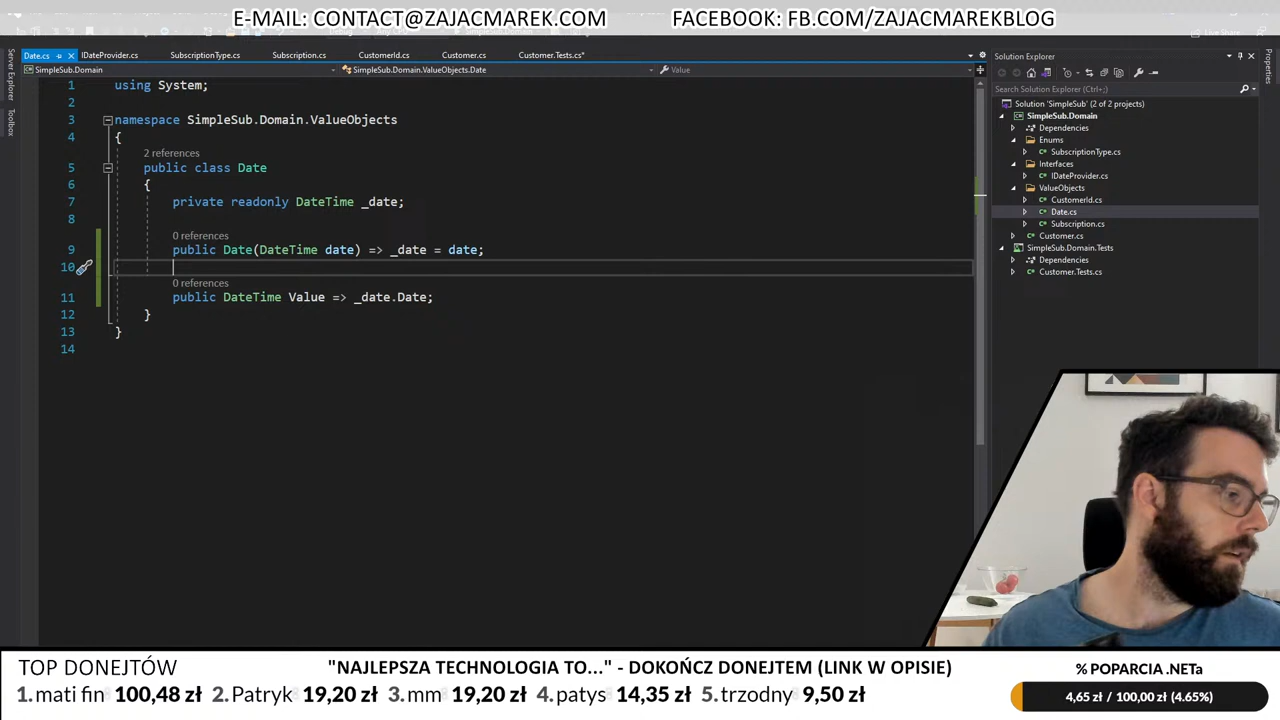 E-MAIL: CONTACT@ZAJACMAREK.COM
FACEBOOK: FB.COM/ZAJACMAREKBLOG
Live Share
Server Explorer
Toolbox
Date.cs
IDateProvider.cs
SubscriptionType.cs
Subscription.cs
CustomerId.cs
Customer.cs
Customer.Tests.cs*
SimpleSub.Domain
SimpleSub.Domain.ValueObjects.Date
Value
1 using System;
2
3 namespace SimpleSub.Domain.ValueObjects
4 {
2 references
5 public class Date
6 {
7 private readonly DateTime _date;
8
0 references
9 public Date(DateTime date) => _date = date;
10
0 references
11 public DateTime Value => _date.Date;
12 }
13 }
14
Solution Explorer
Search Solution Explorer (Ctrl+;)
Solution 'SimpleSub' (2 of 2 projects)
SimpleSub.Domain
Dependencies
Enums
SubscriptionType.cs
Interfaces
IDateProvider.cs
ValueObjects
CustomerId.cs
Date.cs
Subscription.cs
Customer.cs
SimpleSub.Domain.Tests
Dependencies
Customer.Tests.cs
Properties
TOP DONEJTÓW
1. mati fin 100,48 zł 2. Patryk 19,20 zł 3. mm 19,20 zł 4. patys 14,35 zł 5. trzodny 9,50 zł
"NAJLEPSZA TECHNOLOGIA TO..." - DOKOŃCZ DONEJTEM (LINK W OPISIE)
% POPARCIA .NETa
4,65 zł / 100,00 zł (4.65%)